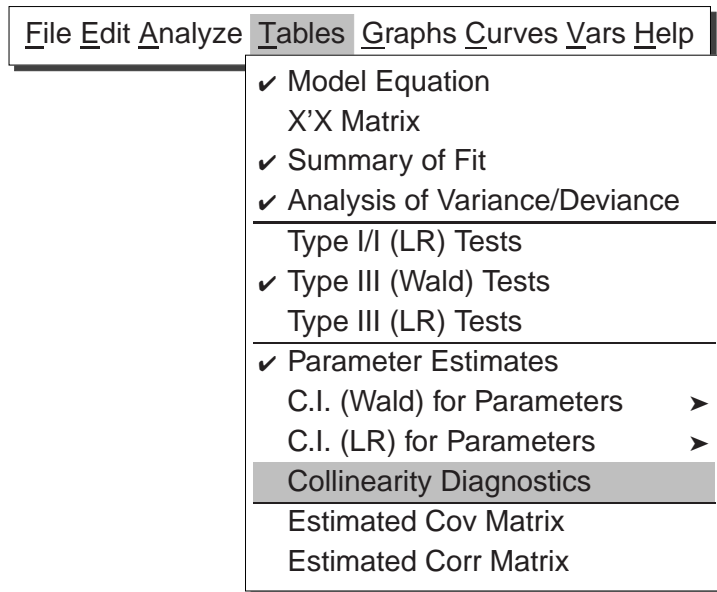 File Edit Analyze Tables Graphs Curves Vars Help
✔ Model Equation
X'X Matrix
✔ Summary of Fit
✔ Analysis of Variance/Deviance
Type I/I (LR) Tests
✔ Type III (Wald) Tests
Type III (LR) Tests
✔ Parameter Estimates
C.I. (Wald) for Parameters ➤
C.I. (LR) for Parameters ➤
Collinearity Diagnostics
Estimated Cov Matrix
Estimated Corr Matrix